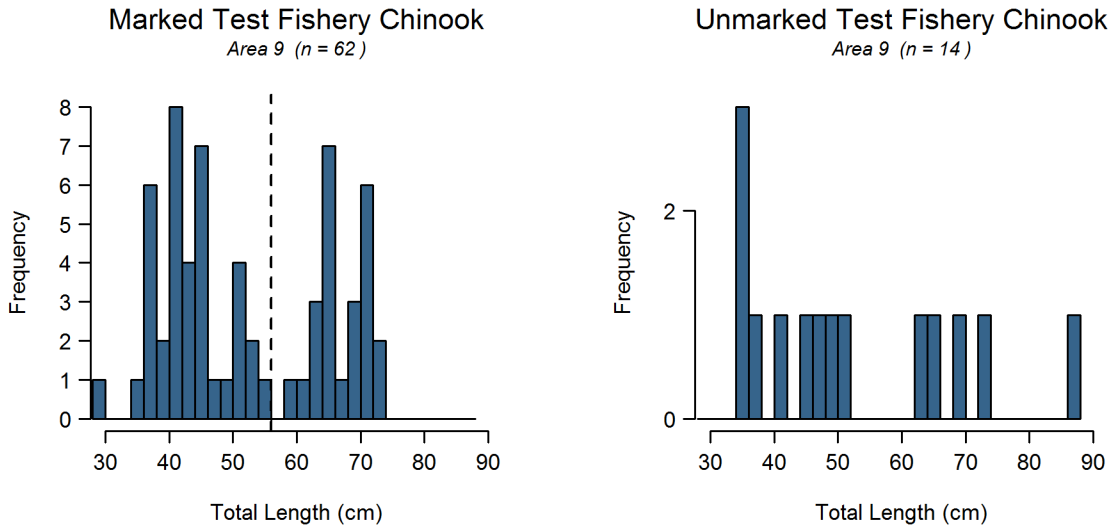 Marked Test Fishery Chinook
Area 9 (n = 62 )
8
7
6
5
4
3
2
1
0
Frequency
30 40 50 60 70 80 90
Total Length (cm)
Unmarked Test Fishery Chinook
Area 9 (n = 14 )
2
0
Frequency
30 40 50 60 70 80 90
Total Length (cm)